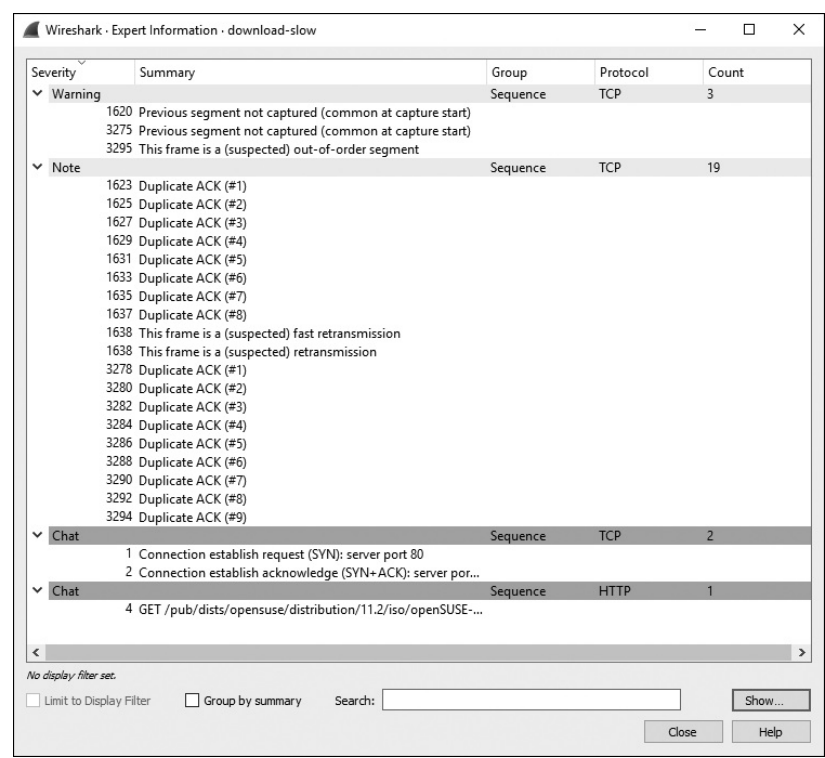 Wireshark · Expert Information · download-slow
Severity Summary Group Protocol Count
Warning Sequence TCP 3
1620 Previous segment not captured (common at capture start)
3275 Previous segment not captured (common at capture start)
3295 This frame is a (suspected) out-of-order segment
Note Sequence TCP 19
1623 Duplicate ACK (#1)
1625 Duplicate ACK (#2)
1627 Duplicate ACK (#3)
1629 Duplicate ACK (#4)
1631 Duplicate ACK (#5)
1633 Duplicate ACK (#6)
1635 Duplicate ACK (#7)
1637 Duplicate ACK (#8)
1638 This frame is a (suspected) fast retransmission
1638 This frame is a (suspected) retransmission
3278 Duplicate ACK (#1)
3280 Duplicate ACK (#2)
3282 Duplicate ACK (#3)
3284 Duplicate ACK (#4)
3286 Duplicate ACK (#5)
3288 Duplicate ACK (#6)
3290 Duplicate ACK (#7)
3292 Duplicate ACK (#8)
3294 Duplicate ACK (#9)
Chat Sequence TCP 2
1 Connection establish request (SYN): server port 80
2 Connection establish acknowledge (SYN+ACK): server por...
Chat Sequence HTTP 1
4 GET /pub/dists/opensuse/distribution/11.2/iso/openSUSE-...
No display filter set.
Limit to Display Filter Group by summary Search: Show...
Close Help